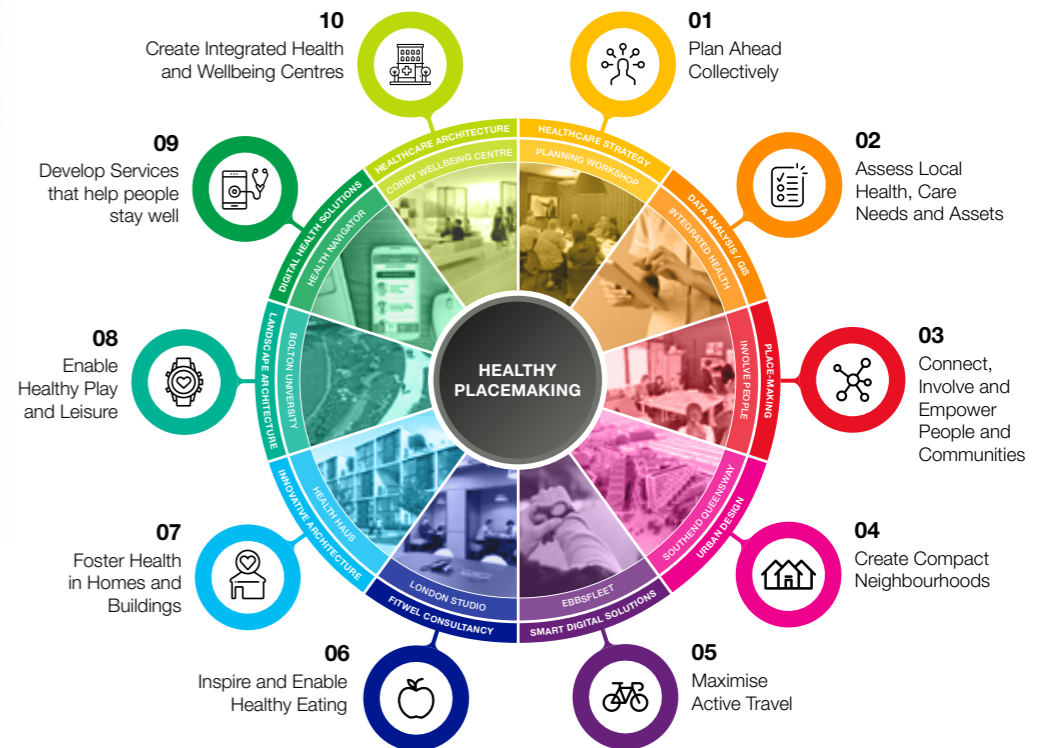 10
Create Integrated Health
and Wellbeing Centres
01
Plan Ahead
Collectively
09
Develop Services
that help people
stay well
02
Assess Local
Health, Care
Needs and Assets
08
Enable
Healthy Play
and Leisure
03
Connect,
Involve and
Empower
People and
Communities
07
Foster Health
in Homes and
Buildings
04
Create Compact
Neighbourhoods
06
Inspire and Enable
Healthy Eating
05
Maximise
Active Travel
HEALTHCARE STRATEGY
PLANNING WORKSHOP
DATA ANALYSIS / GIS
INTEGRATED HEALTH
PLACE-MAKING
INVOLVE PEOPLE
URBAN DESIGN
SOUTHEND QUEENSWAY
SMART DIGITAL SOLUTIONS
EBBSFLEET
FITWEL CONSULTANCY
LONDON STUDIO
INNOVATIVE ARCHITECTURE
HEALTH HAUS
LANDSCAPE ARCHITECTURE
BOLTON UNIVERSITY
DIGITAL HEALTH SOLUTIONS
HEALTH NAVIGATOR
HEALTHCARE ARCHITECTURE
CORBY WELLBEING CENTRE
HEALTHY
PLACEMAKING